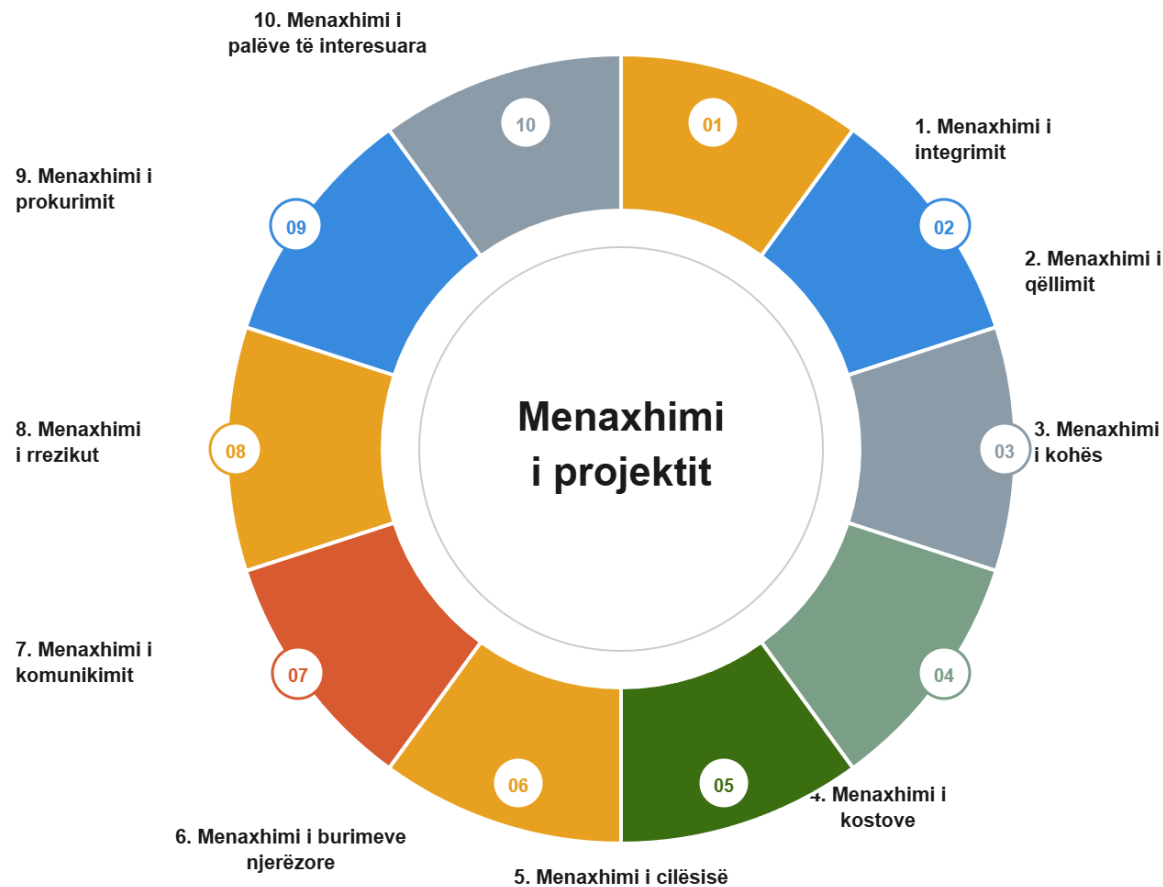 10. Menaxhimi i
palëve të interesuara
10
01
1. Menaxhimi i
integrimit
9. Menaxhimi i
prokurimit
09
02
2. Menaxhimi i
qëllimit
Menaxhimi
i projektit
8. Menaxhimi
i rrezikut
08
03
3. Menaxhimi
i kohës
7. Menaxhimi i
komunikimit
07
04
06
05
4. Menaxhimi i
kostove
6. Menaxhimi i burimeve
njerëzore
5. Menaxhimi i cilësisë